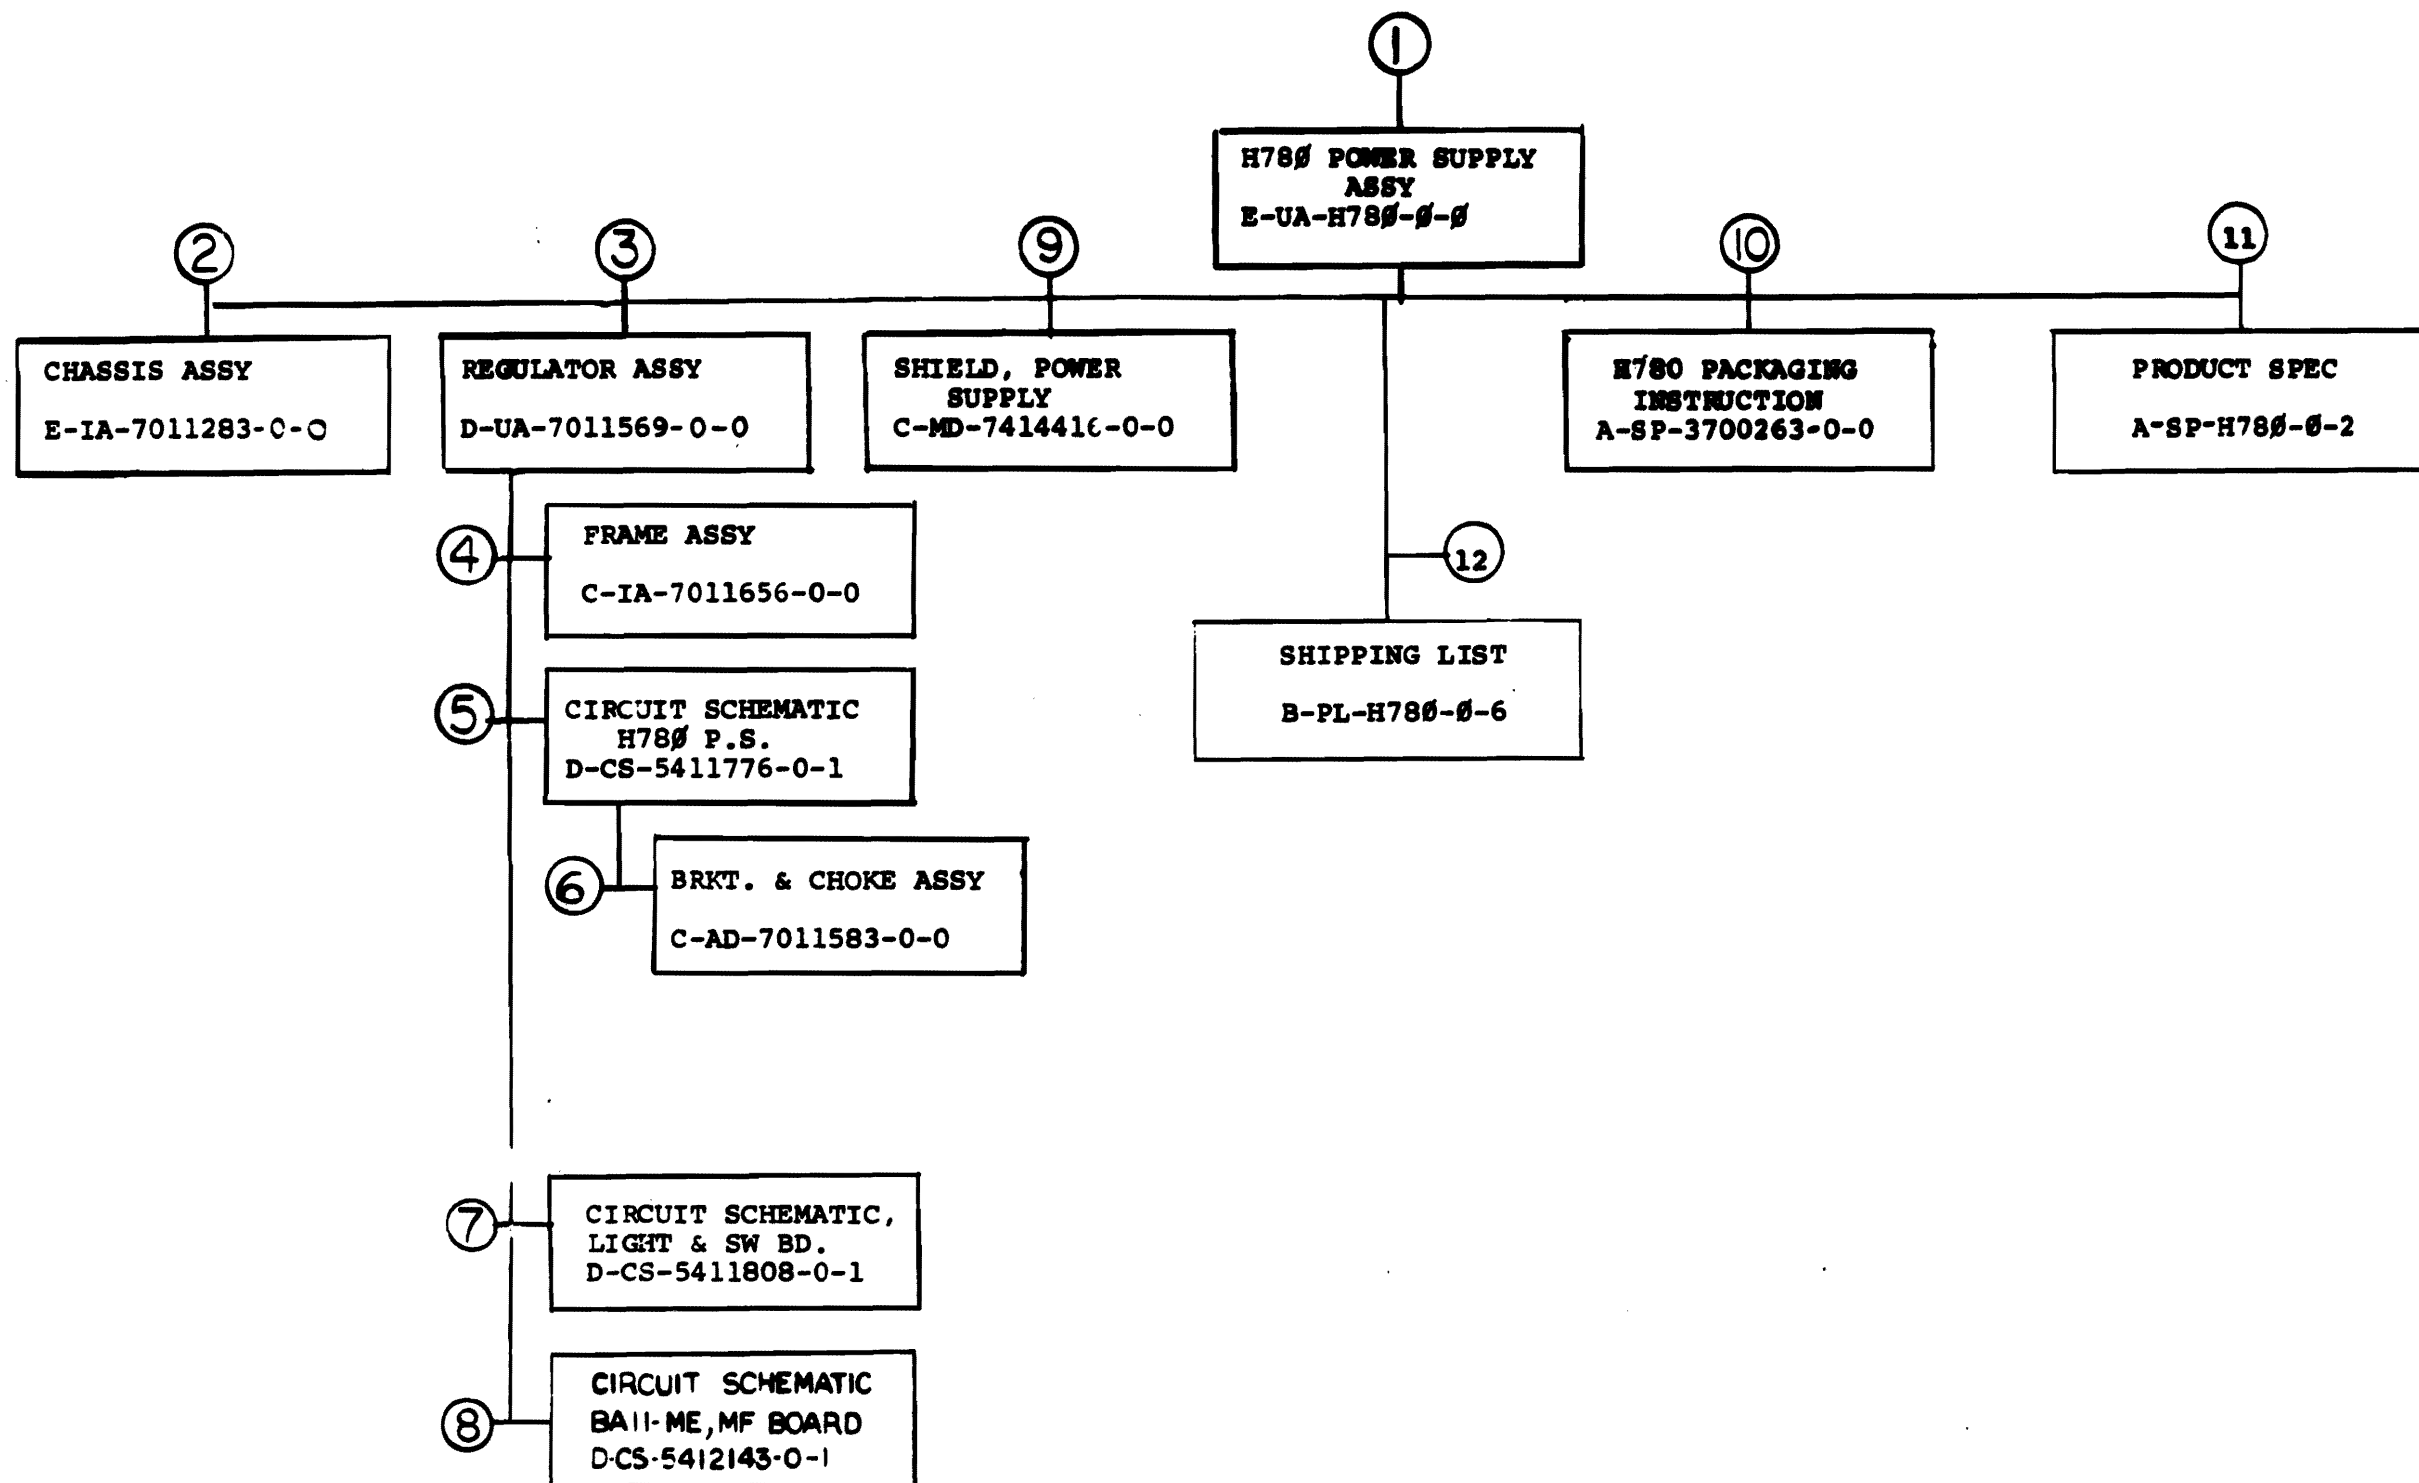 1
H78Ø POWER SUPPLY
ASSY
E-UA-H78Ø-Ø-Ø
2
CHASSIS ASSY
E-IA-7011283-0-0
3
REGULATOR ASSY
D-UA-7011569-0-0
9
SHIELD, POWER
SUPPLY
C-MD-7414416-0-0
10
H780 PACKAGING
INSTRUCTION
A-SP-3700263-0-0
11
PRODUCT SPEC
A-SP-H78Ø-Ø-2
4
FRAME ASSY
C-IA-7011656-0-0
12
SHIPPING LIST
B-PL-H78Ø-Ø-6
5
CIRCUIT SCHEMATIC
H78Ø P.S.
D-CS-5411776-0-1
6
BRKT. & CHOKE ASSY
C-AD-7011583-0-0
7
CIRCUIT SCHEMATIC,
LIGHT & SW BD.
D-CS-5411808-0-1
8
CIRCUIT SCHEMATIC
BA11-ME, MF BOARD
D-CS-5412143-0-1